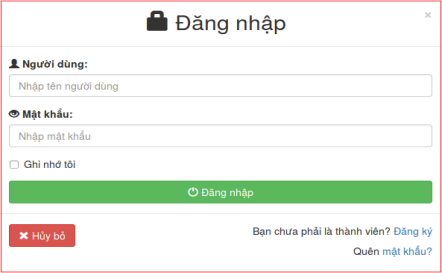 Đăng nhập
×
Người dùng:
Nhập tên người dùng
Mật khẩu:
Nhập mật khẩu
Ghi nhớ tôi
Đăng nhập
Hủy bỏ
Bạn chưa phải là thành viên? Đăng ký
Quên mật khẩu?